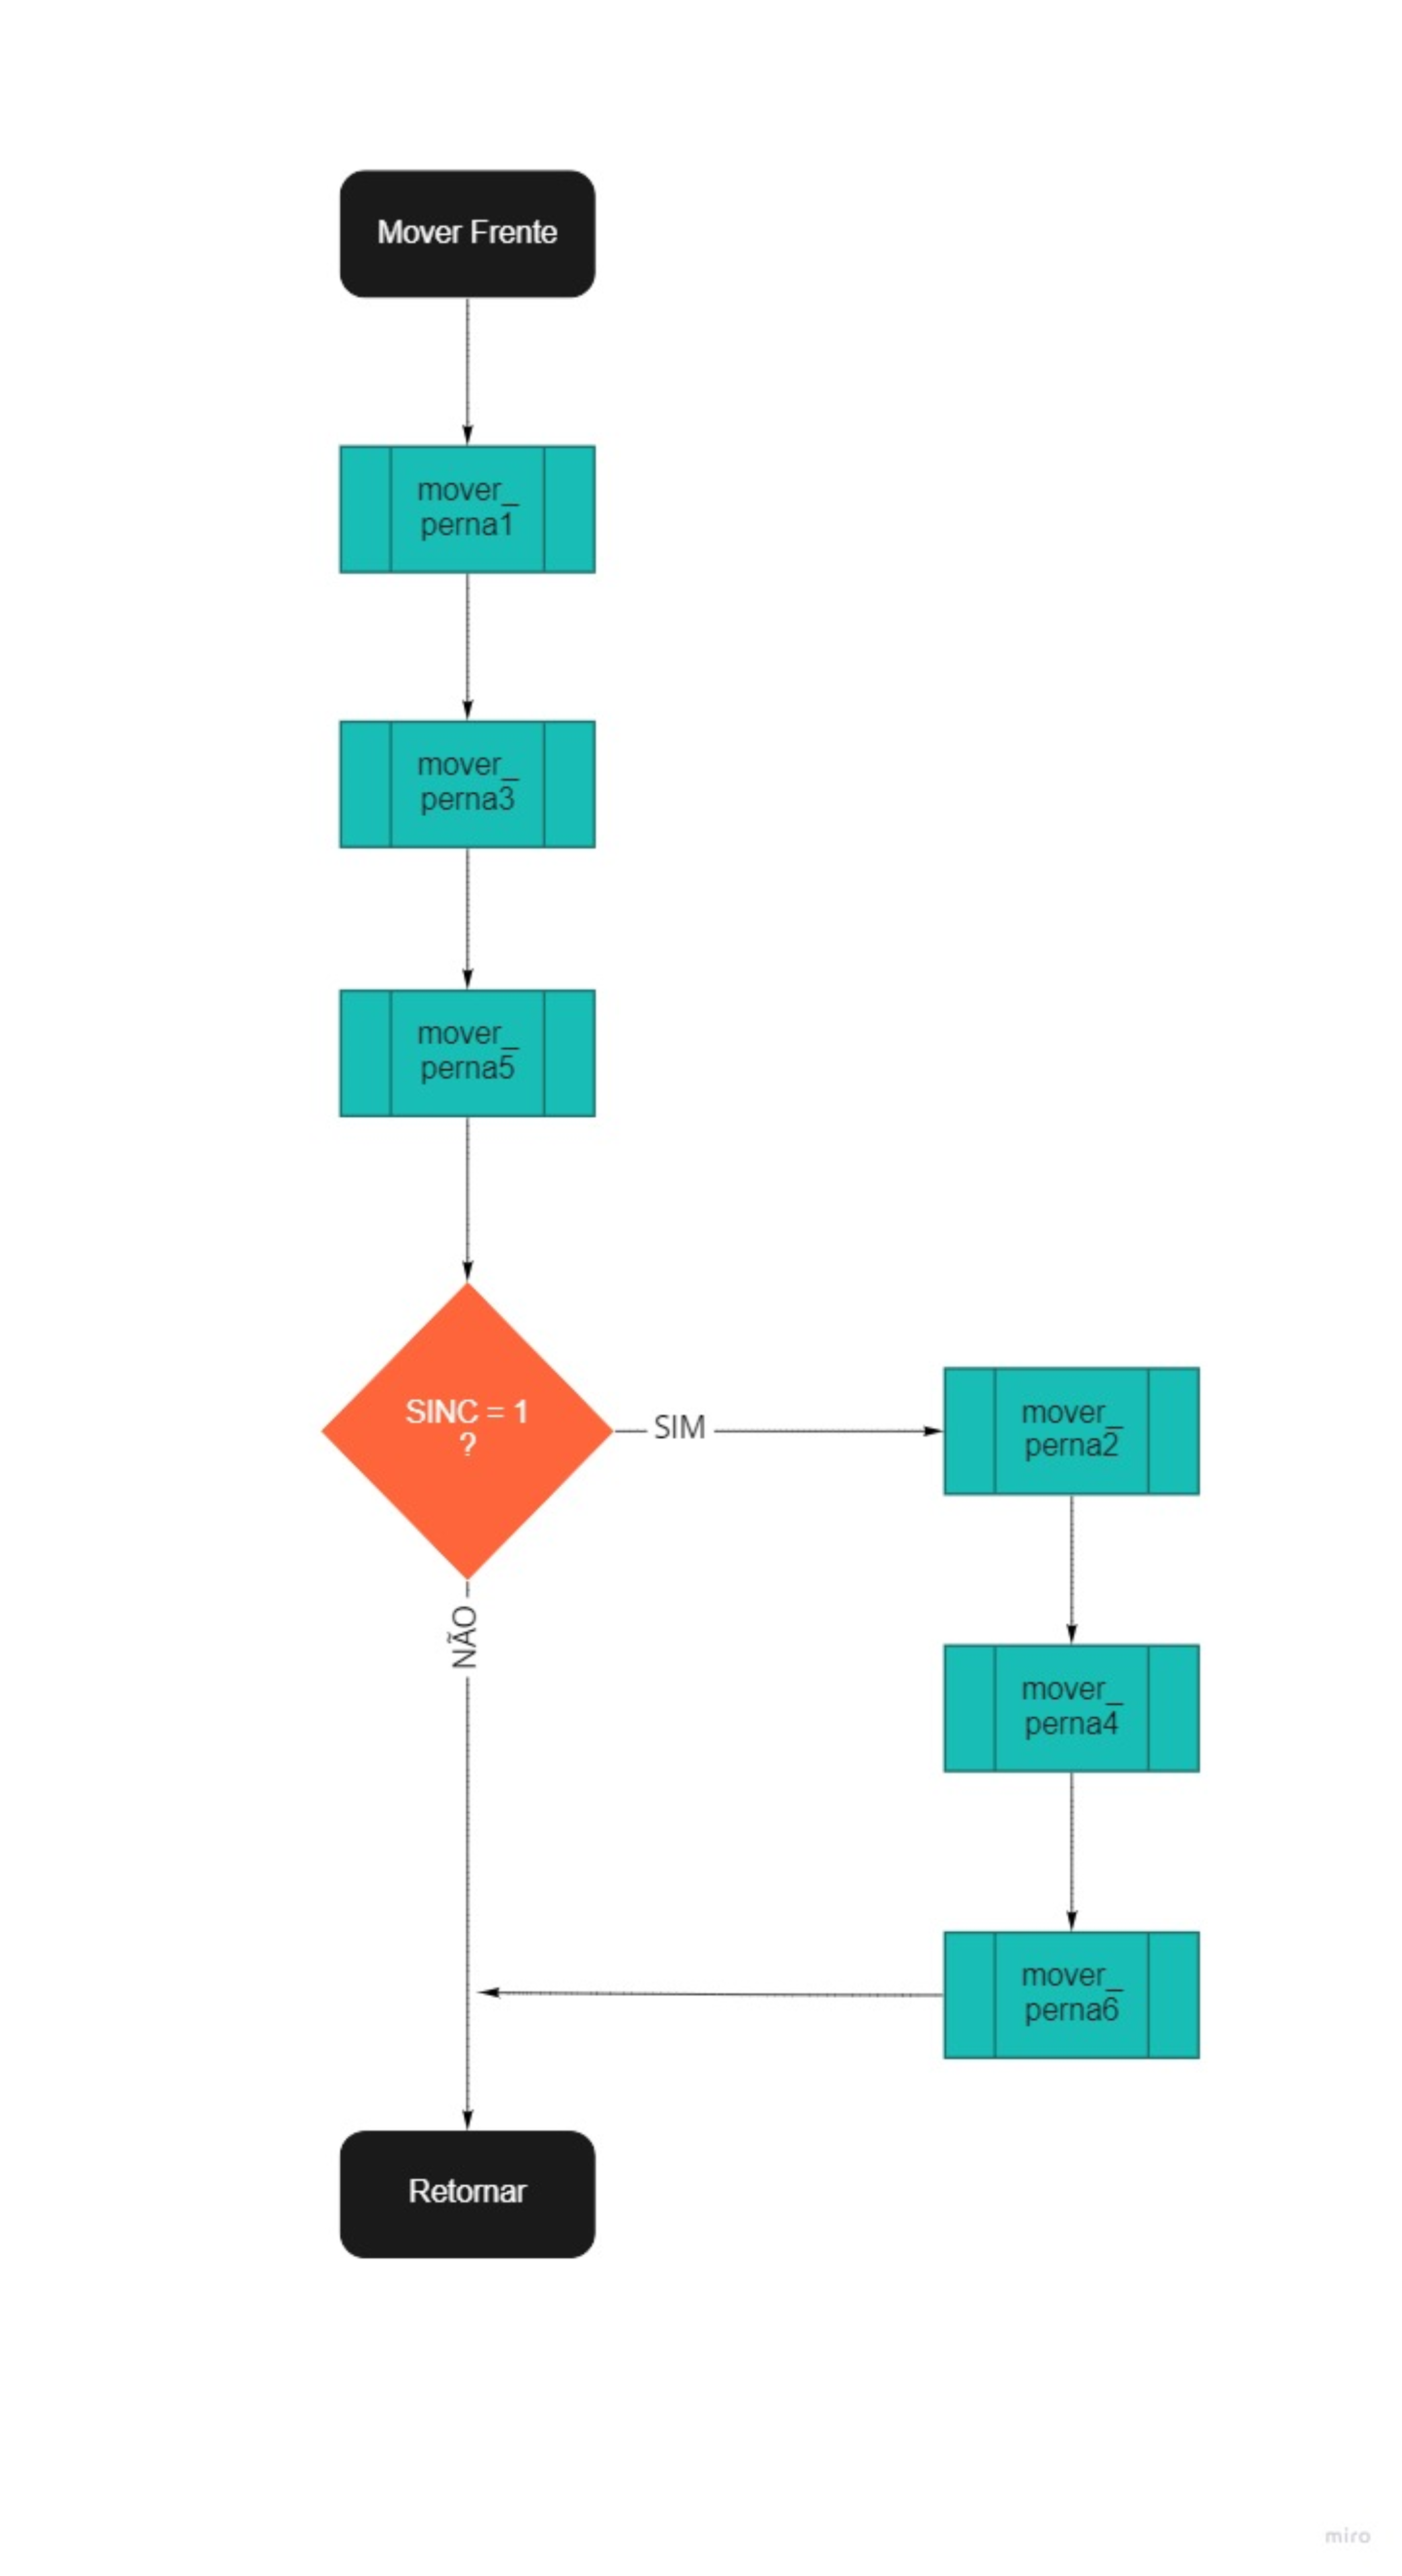 Mover Frente
mover_
perna1
mover_
perna3
mover_
perna5
SINC = 1
?
SIM
mover_
perna2
NÃO
mover_
perna4
mover_
perna6
Retornar
miro